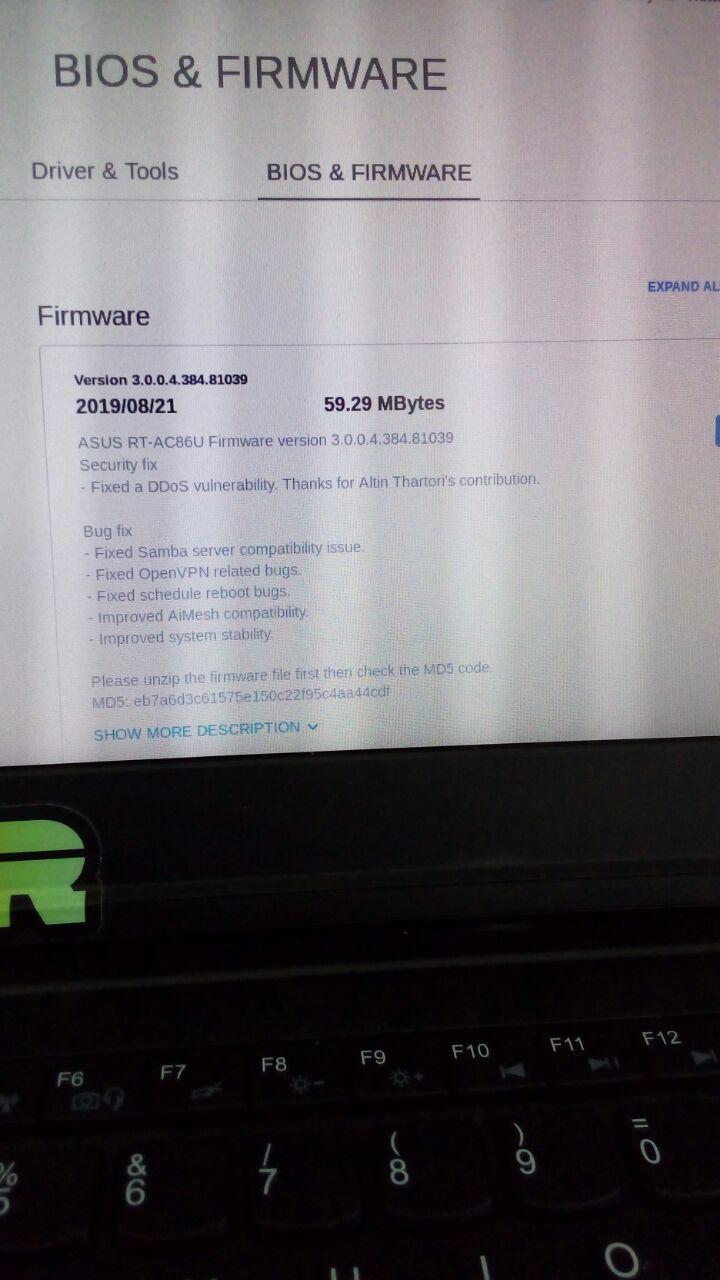 BIOS & FIRMWARE
Driver & Tools
BIOS & FIRMWARE
EXPAND
Firmware
Version 3.0.0.4.384.81039
2019/08/21
59.29 MBytes
ASUS RT-AC86U Firmware version 3.0.0.4.384.81039
Security fix
- Fixed a DDoS vulnerability. Thanks for Altin Thartori's contribution.
Bug fix
- Fixed Samba server compatibility issue.
- Fixed OpenVPN related bugs.
- Fixed schedule reboot bugs.
- Improved AiMesh compatibility.
- Improved system stability.
Please unzip the firmware file first then check the MD5 code.
MD5: eb7a6d3c61575e150c22f95c4aa44cdf
SHOW MORE DESCRIPTION
R
F6 F7 F8 F9 F10 F11 F12
% & / ( ) =
5 6 7 8 9 0
U I O